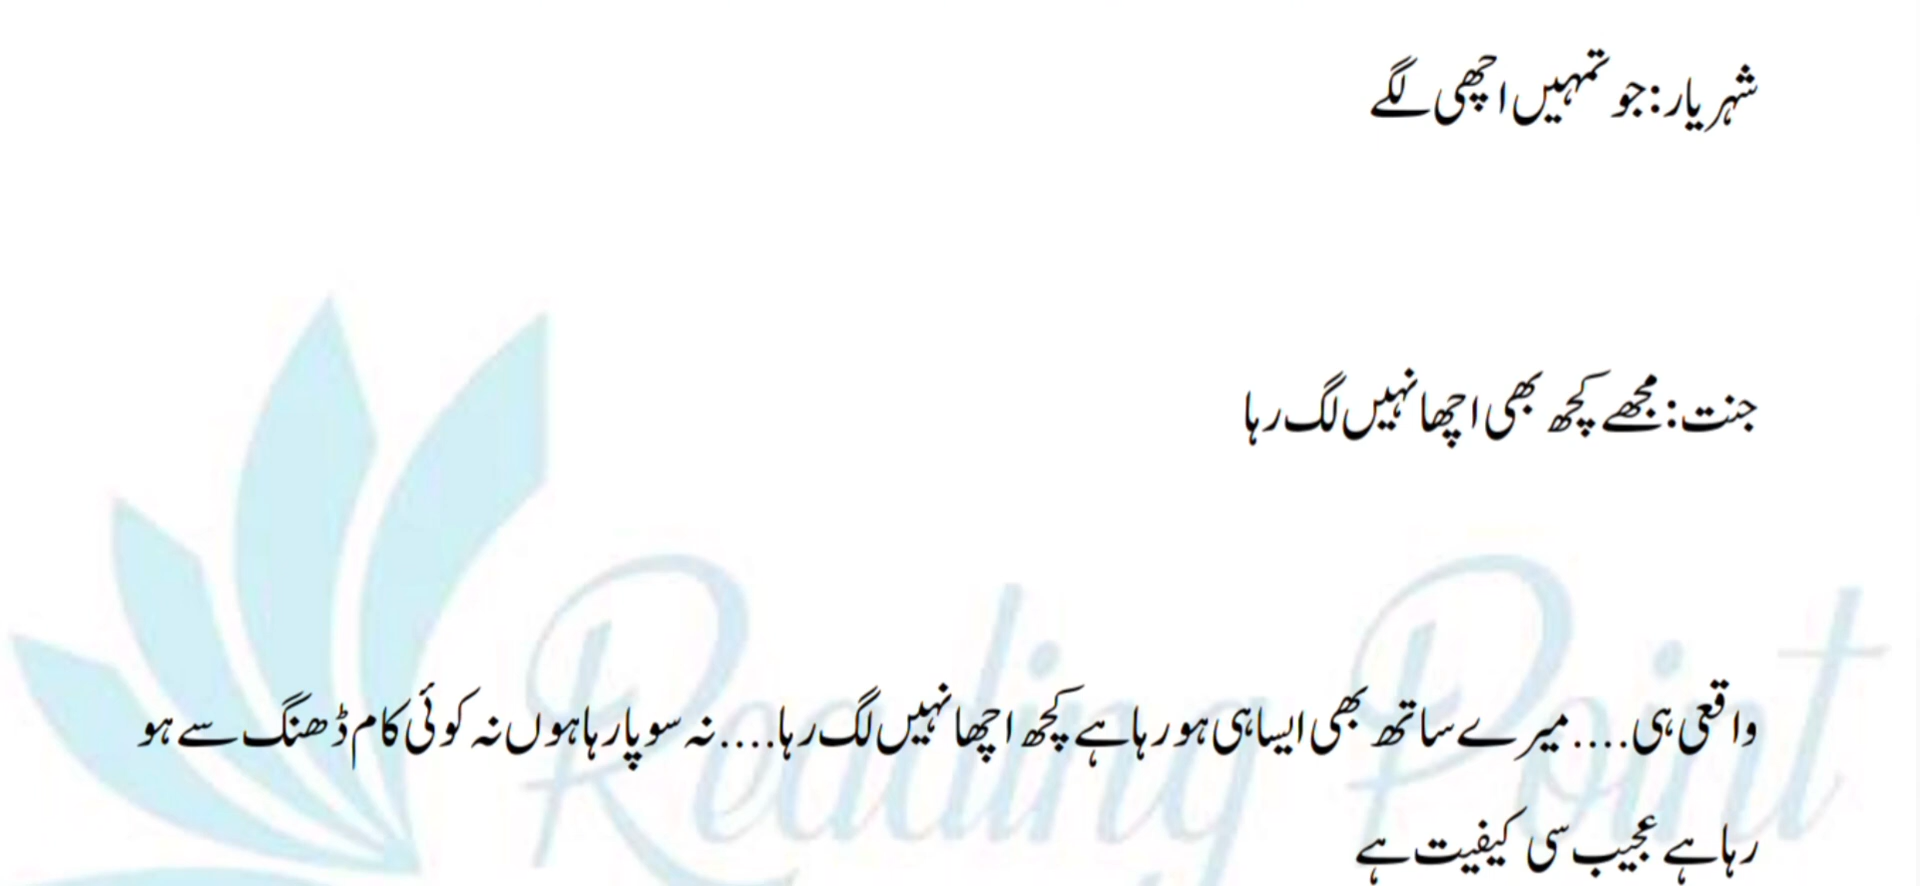 شہریار: جو تمہیں اچھی لگے
جنت: مجھے کچھ بھی اچھا نہیں لگ رہا
واقعی ہی.... میرے ساتھ بھی ایسا ہی ہو رہا ہے کچھ اچھا نہیں لگ رہا.... نہ سو پا رہا ہوں نہ کوئی کام ڈھنگ سے ہو
رہا ہے عجیب سی کیفیت ہے
Reading Point